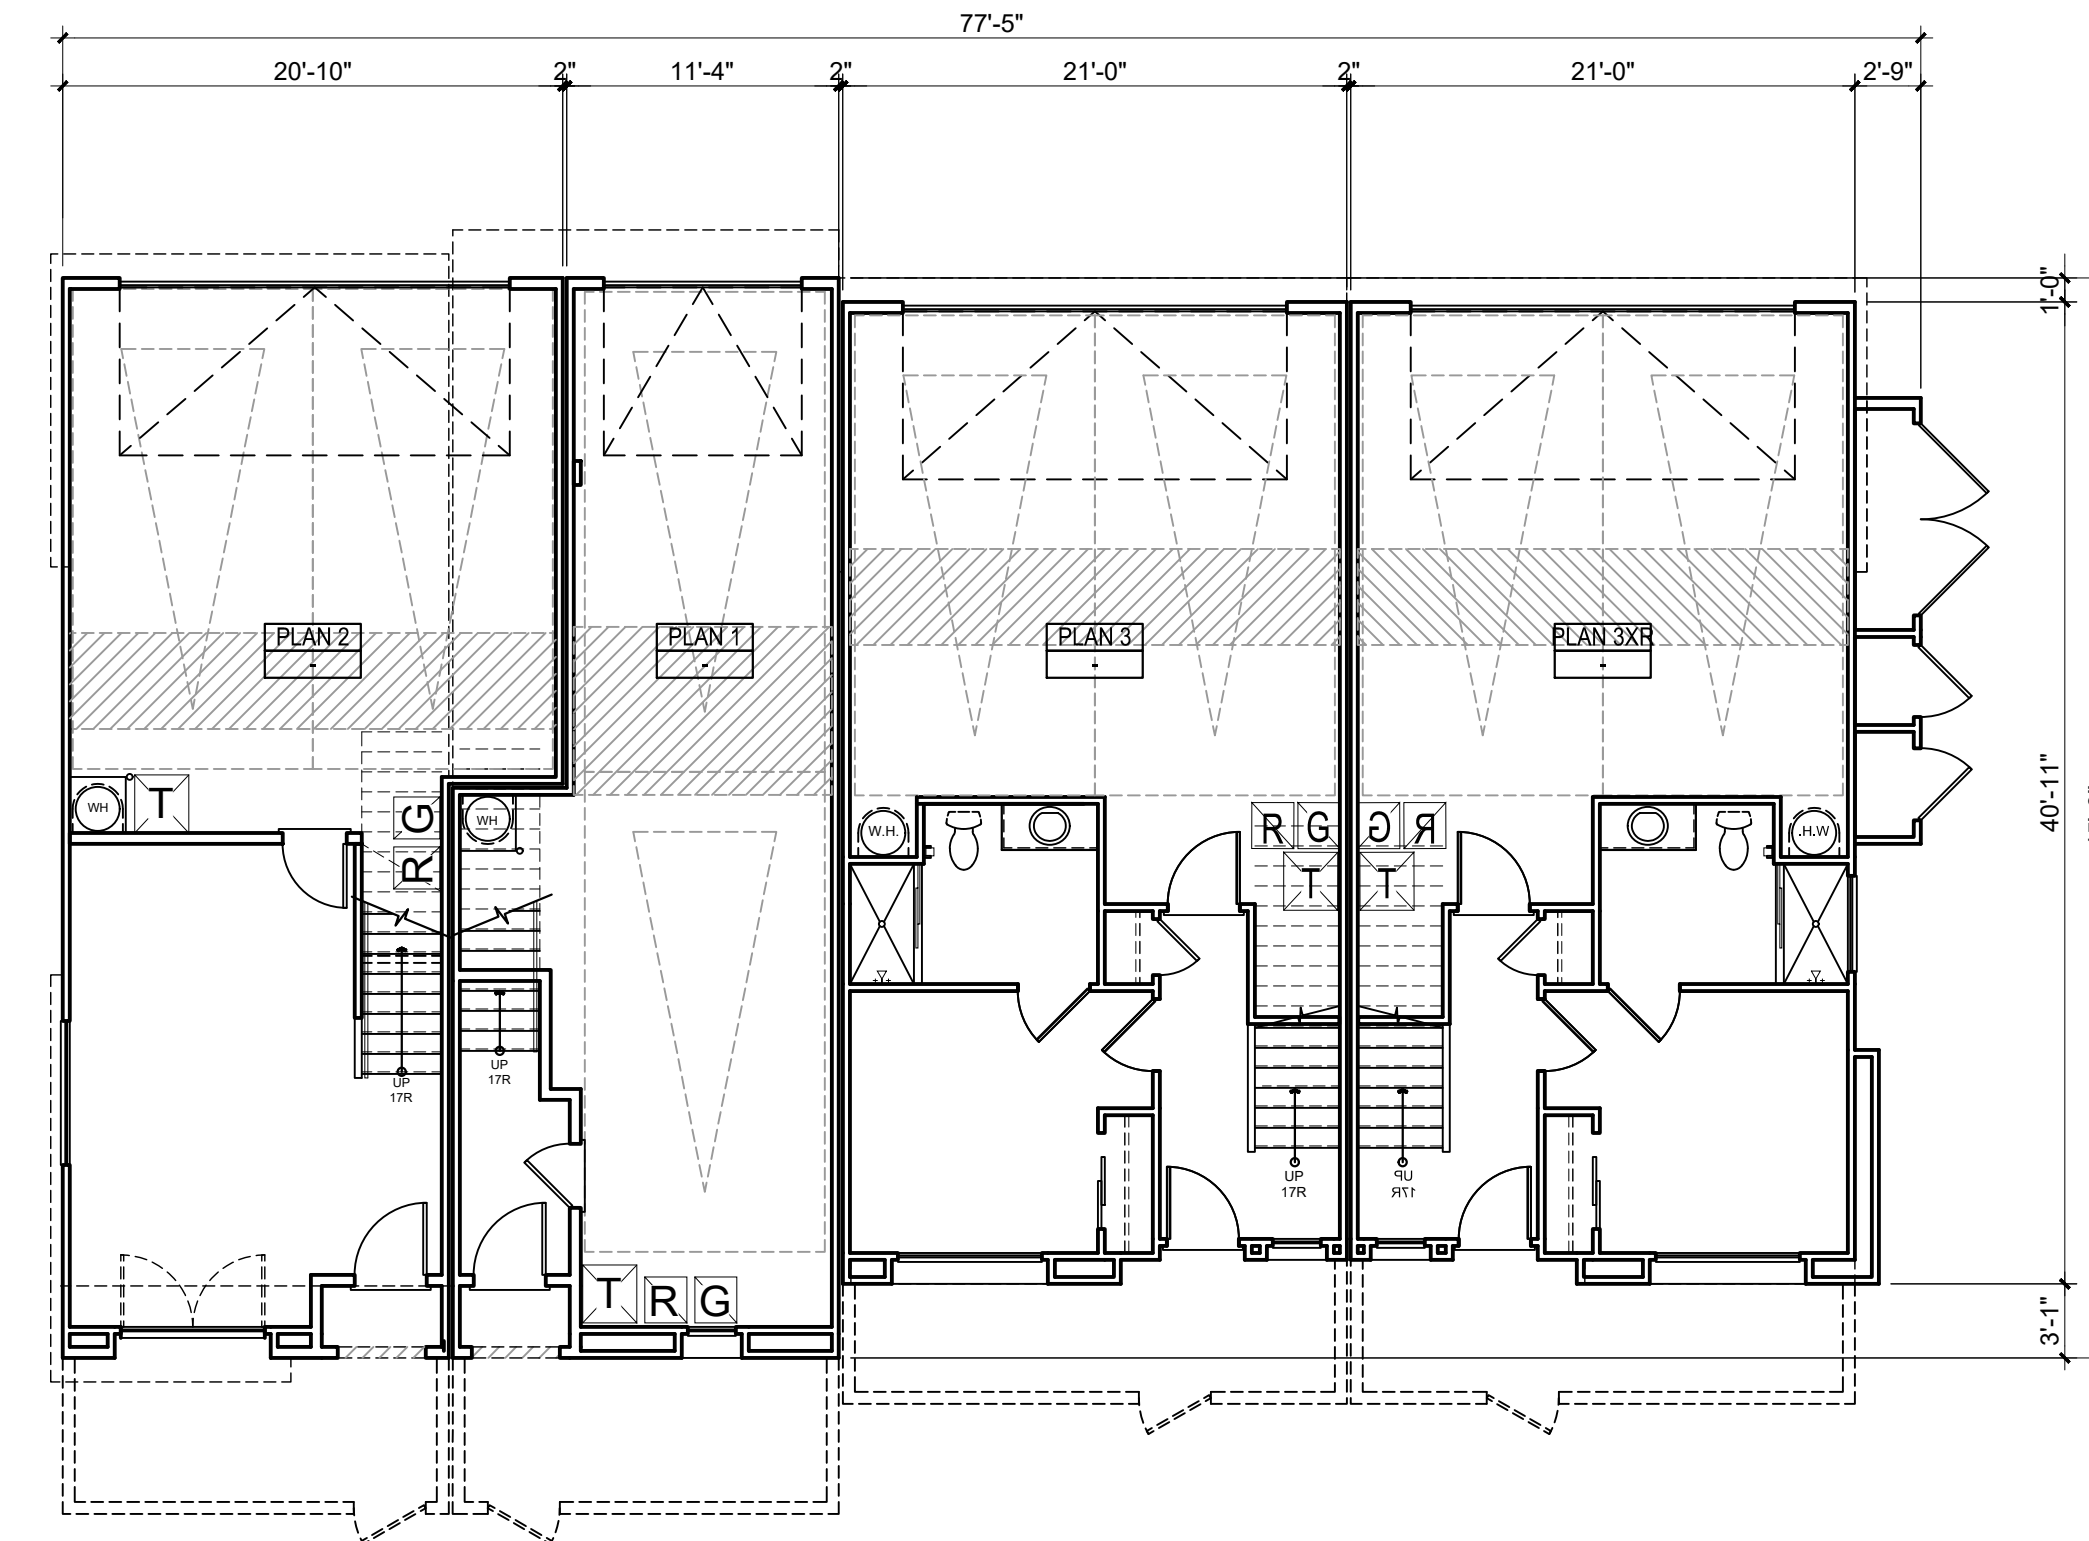 77'-5"
20'-10"
2"
11'-4"
2"
21'-0"
2"
21'-0"
2'-9"
1'-0"
PLAN 2
-
PLAN 1
-
PLAN 3
-
PLAN 3XR
-
40'-11"
WH
T
G
R
WH
W.H.
R
G
T
G
R
T
W.H.
UP
17R
UP
17R
UP
17R
UP
17R
T
R
G
3'-1"